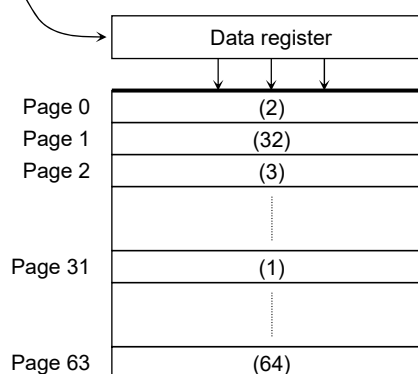 Data register
Page 0 (2)
Page 1 (32)
Page 2 (3)
Page 31 (1)
Page 63 (64)